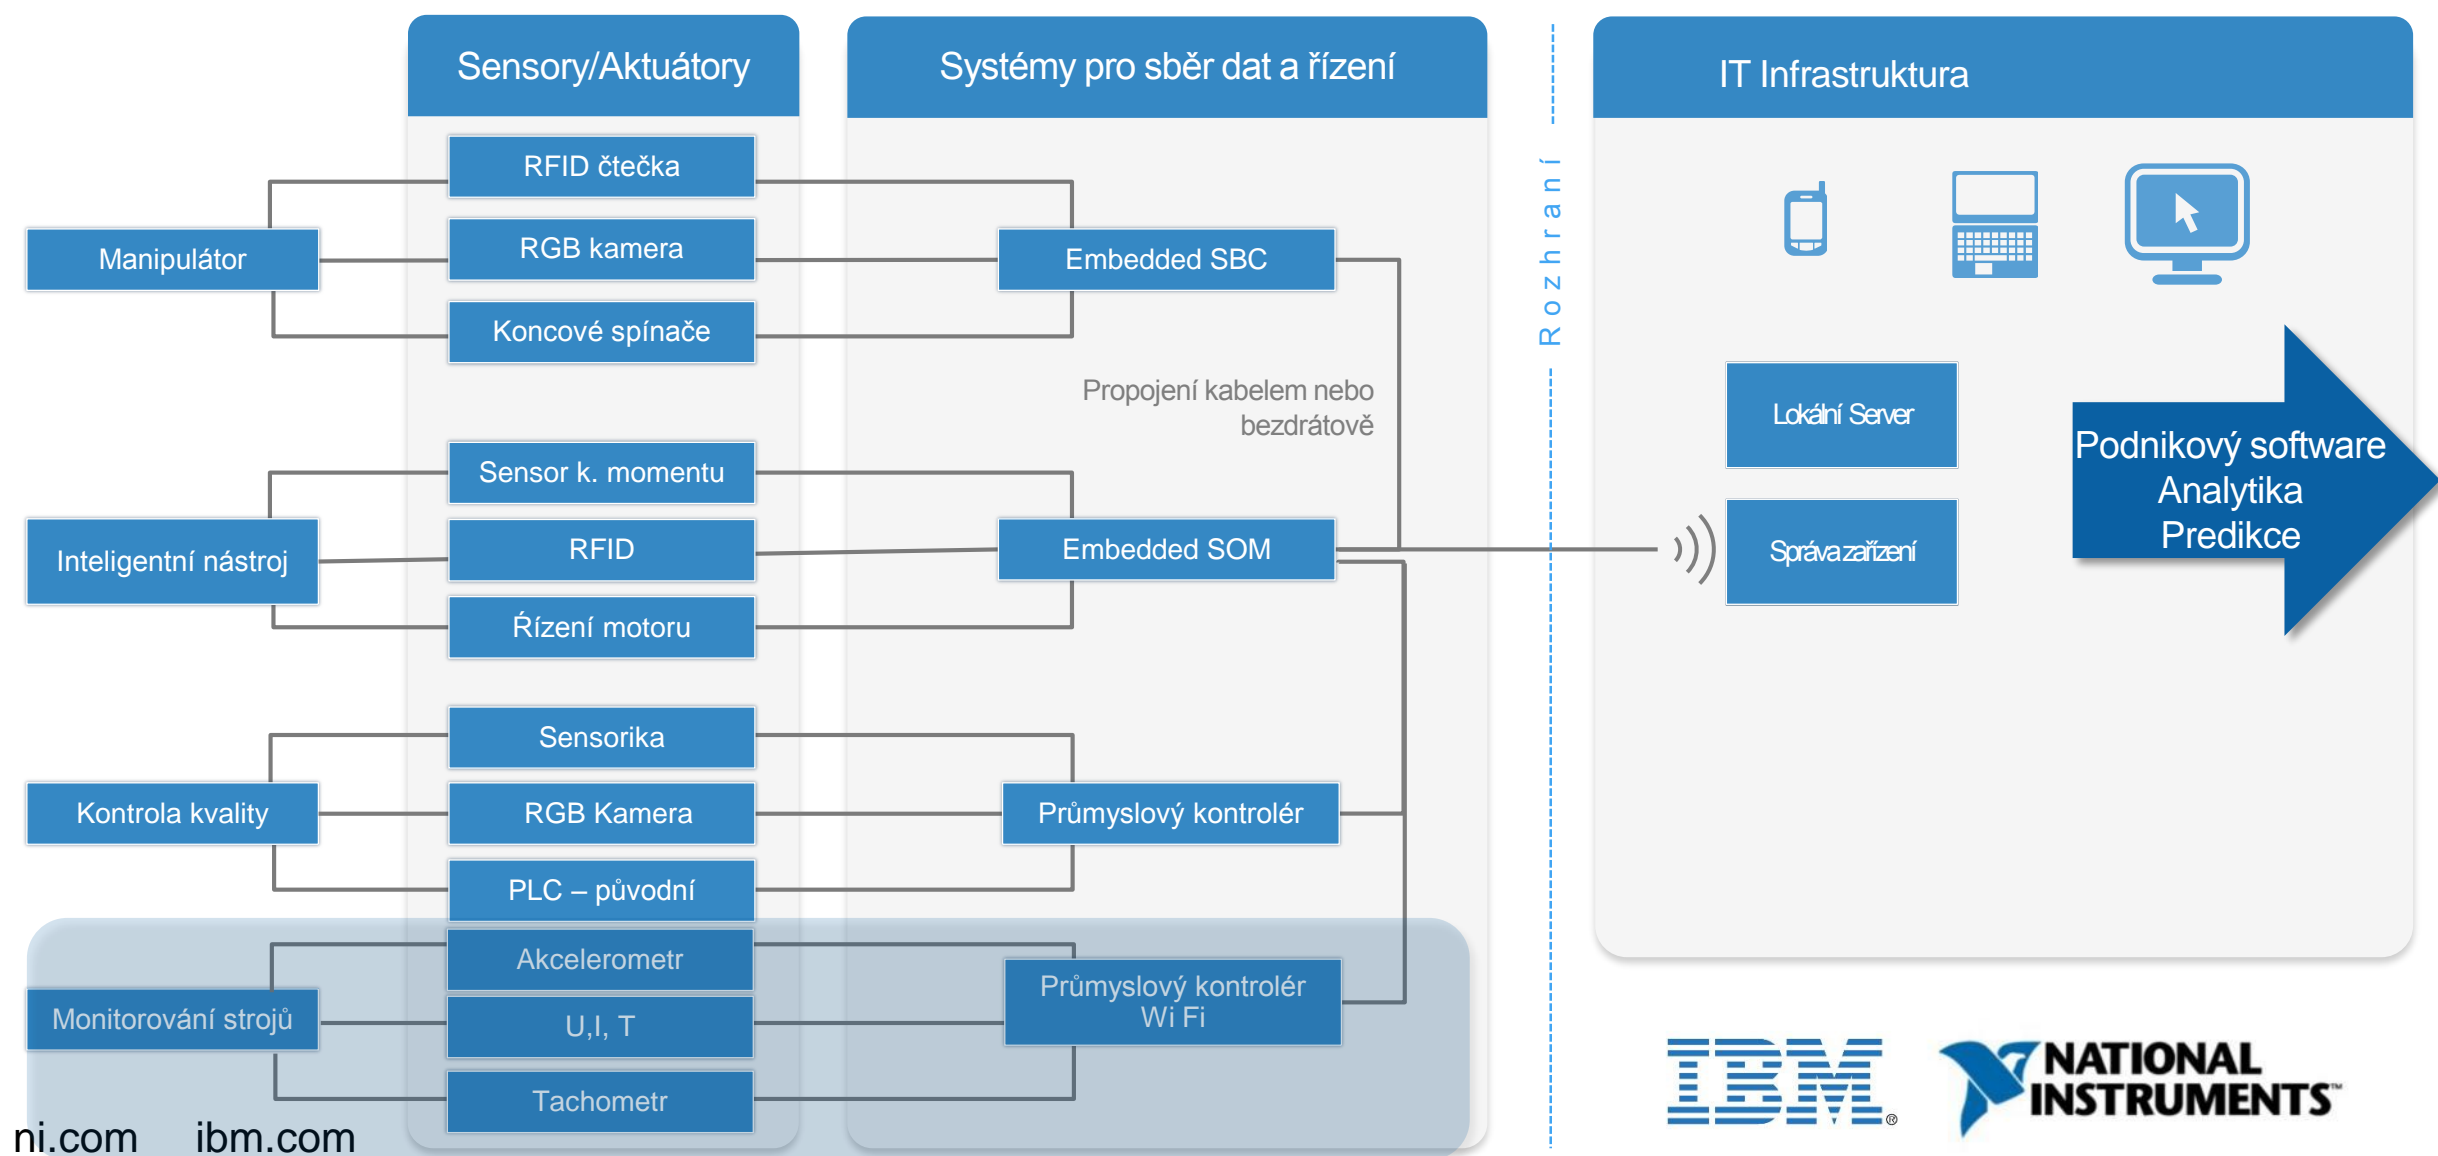 Sensory/Aktuátory
Systémy pro sběr dat a řízení
IT Infrastruktura
Rozhraní
RFID čtečka
RGB kamera
Koncové spínače
Manipulátor
Embedded SBC
Propojení kabelem nebo
bezdrátově
Sensor k. momentu
RFID
Řízení motoru
Inteligentní nástroj
Embedded SOM
Lokální Server
Správa zařízení
Podnikový software
Analytika
Predikce
Sensorika
RGB Kamera
PLC – původní
Kontrola kvality
Průmyslový kontrolér
Akcelerometr
U,I, T
Tachometr
Monitorování strojů
Průmyslový kontrolér
Wi Fi
IBM®
NATIONAL
INSTRUMENTS™
ni.com ibm.com